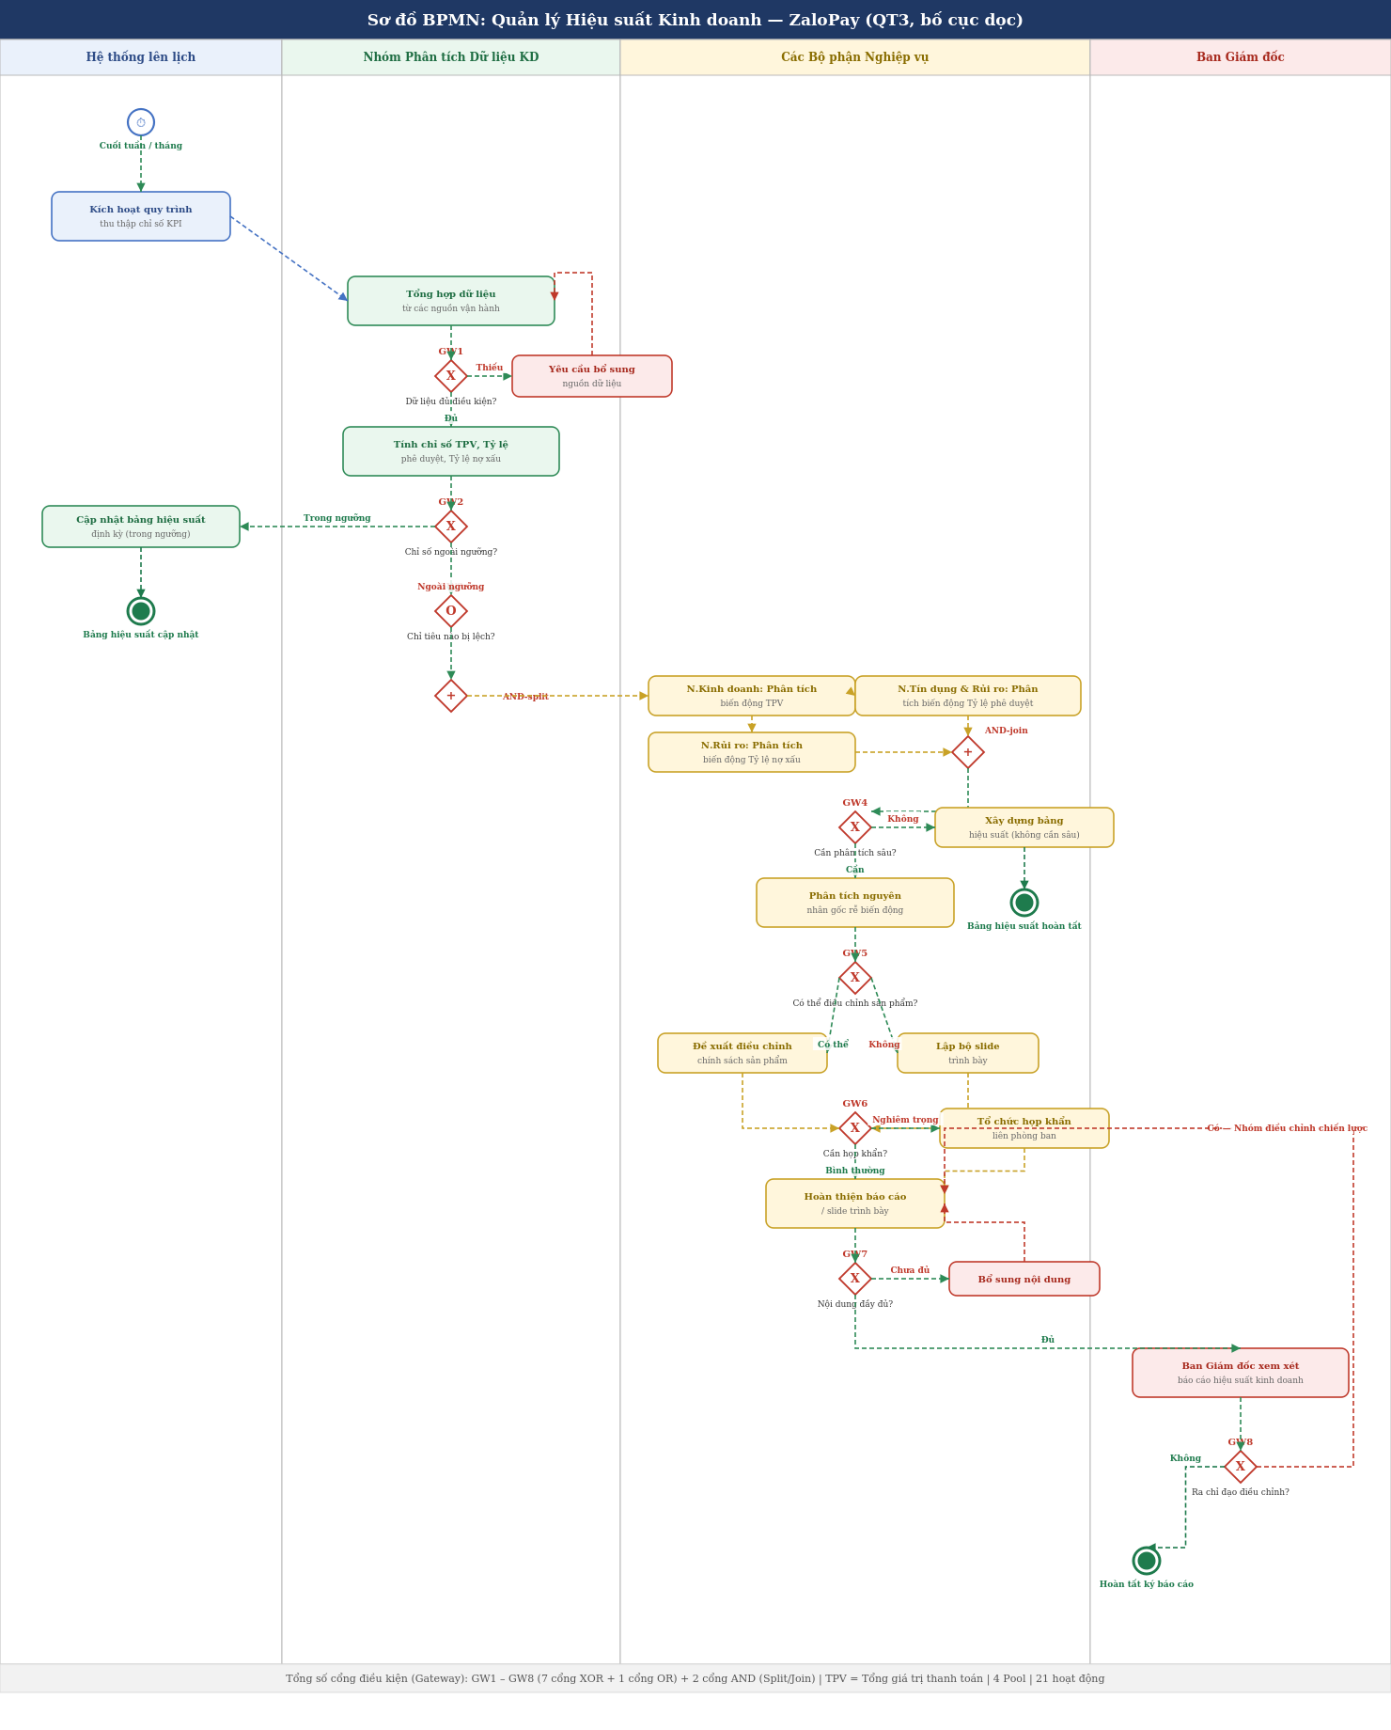 Sơ đồ BPMN: Quản lý Hiệu suất Kinh doanh — ZaloPay (QT3, bố cục dọc)
Hệ thống lên lịch
Nhóm Phân tích Dữ liệu KD
Các Bộ phận Nghiệp vụ
Ban Giám đốc
Cuối tuần / tháng
Kích hoạt quy trình
thu thập chỉ số KPI
Tổng hợp dữ liệu
từ các nguồn vận hành
GW1
X
Thiếu
Yêu cầu bổ sung
nguồn dữ liệu
Dữ liệu đủ điều kiện?
Đủ
Tính chỉ số TPV, Tỷ lệ
phê duyệt, Tỷ lệ nợ xấu
GW2
X
Trong ngưỡng
Cập nhật bảng hiệu suất
định kỳ (trong ngưỡng)
Chỉ số ngoài ngưỡng?
Ngoài ngưỡng
O
Chỉ tiêu nào bị lệch?
Bảng hiệu suất cập nhật
+
AND-split
N.Kinh doanh: Phân tích
biến động TPV
N.Tín dụng & Rủi ro: Phân
tích biến động Tỷ lệ phê duyệt
AND-join
N.Rủi ro: Phân tích
biến động Tỷ lệ nợ xấu
+
GW4
X
Không
Xây dựng bảng
hiệu suất (không cần sâu)
Cần phân tích sâu?
Cần
Phân tích nguyên
nhân gốc rễ biến động
Bảng hiệu suất hoàn tất
GW5
X
Có thể điều chỉnh sản phẩm?
Đề xuất điều chỉnh
chính sách sản phẩm
Có thể
Không
Lập bộ slide
trình bày
GW6
X
Nghiêm trọng
Tổ chức họp khẩn
liên phòng ban
Có — Nhóm điều chỉnh chiến lược
Cần họp khẩn?
Bình thường
Hoàn thiện báo cáo
/ slide trình bày
GW7
X
Chưa đủ
Bổ sung nội dung
Nội dung đầy đủ?
Đủ
Ban Giám đốc xem xét
báo cáo hiệu suất kinh doanh
GW8
X
Không
Ra chỉ đạo điều chỉnh?
Hoàn tất kỳ báo cáo
Tổng số cổng điều kiện (Gateway): GW1 – GW8 (7 cổng XOR + 1 cổng OR) + 2 cổng AND (Split/Join) | TPV = Tổng giá trị thanh toán | 4 Pool | 21 hoạt động